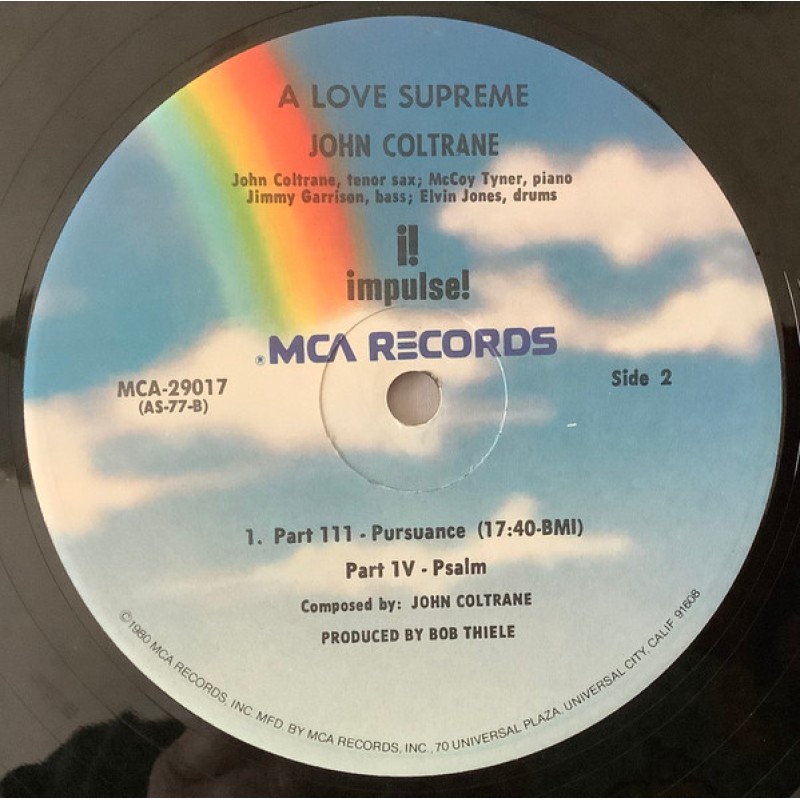 A LOVE SUPREME
JOHN COLTRANE
John Coltrane, tenor sax; McCoy Tyner, piano
Jimmy Garrison, bass; Elvin Jones, drums
i!
impulse!
®MCA RECORDS
MCA-29017
(AS-77-B)
Side 2
1. Part 111 - Pursuance (17:40-BMI)
Part 1V - Psalm
Composed by: JOHN COLTRANE
PRODUCED BY BOB THIELE
©1980 MCA RECORDS, INC. MFD. BY MCA RECORDS, INC., 70 UNIVERSAL PLAZA, UNIVERSAL CITY, CALIF. 91608